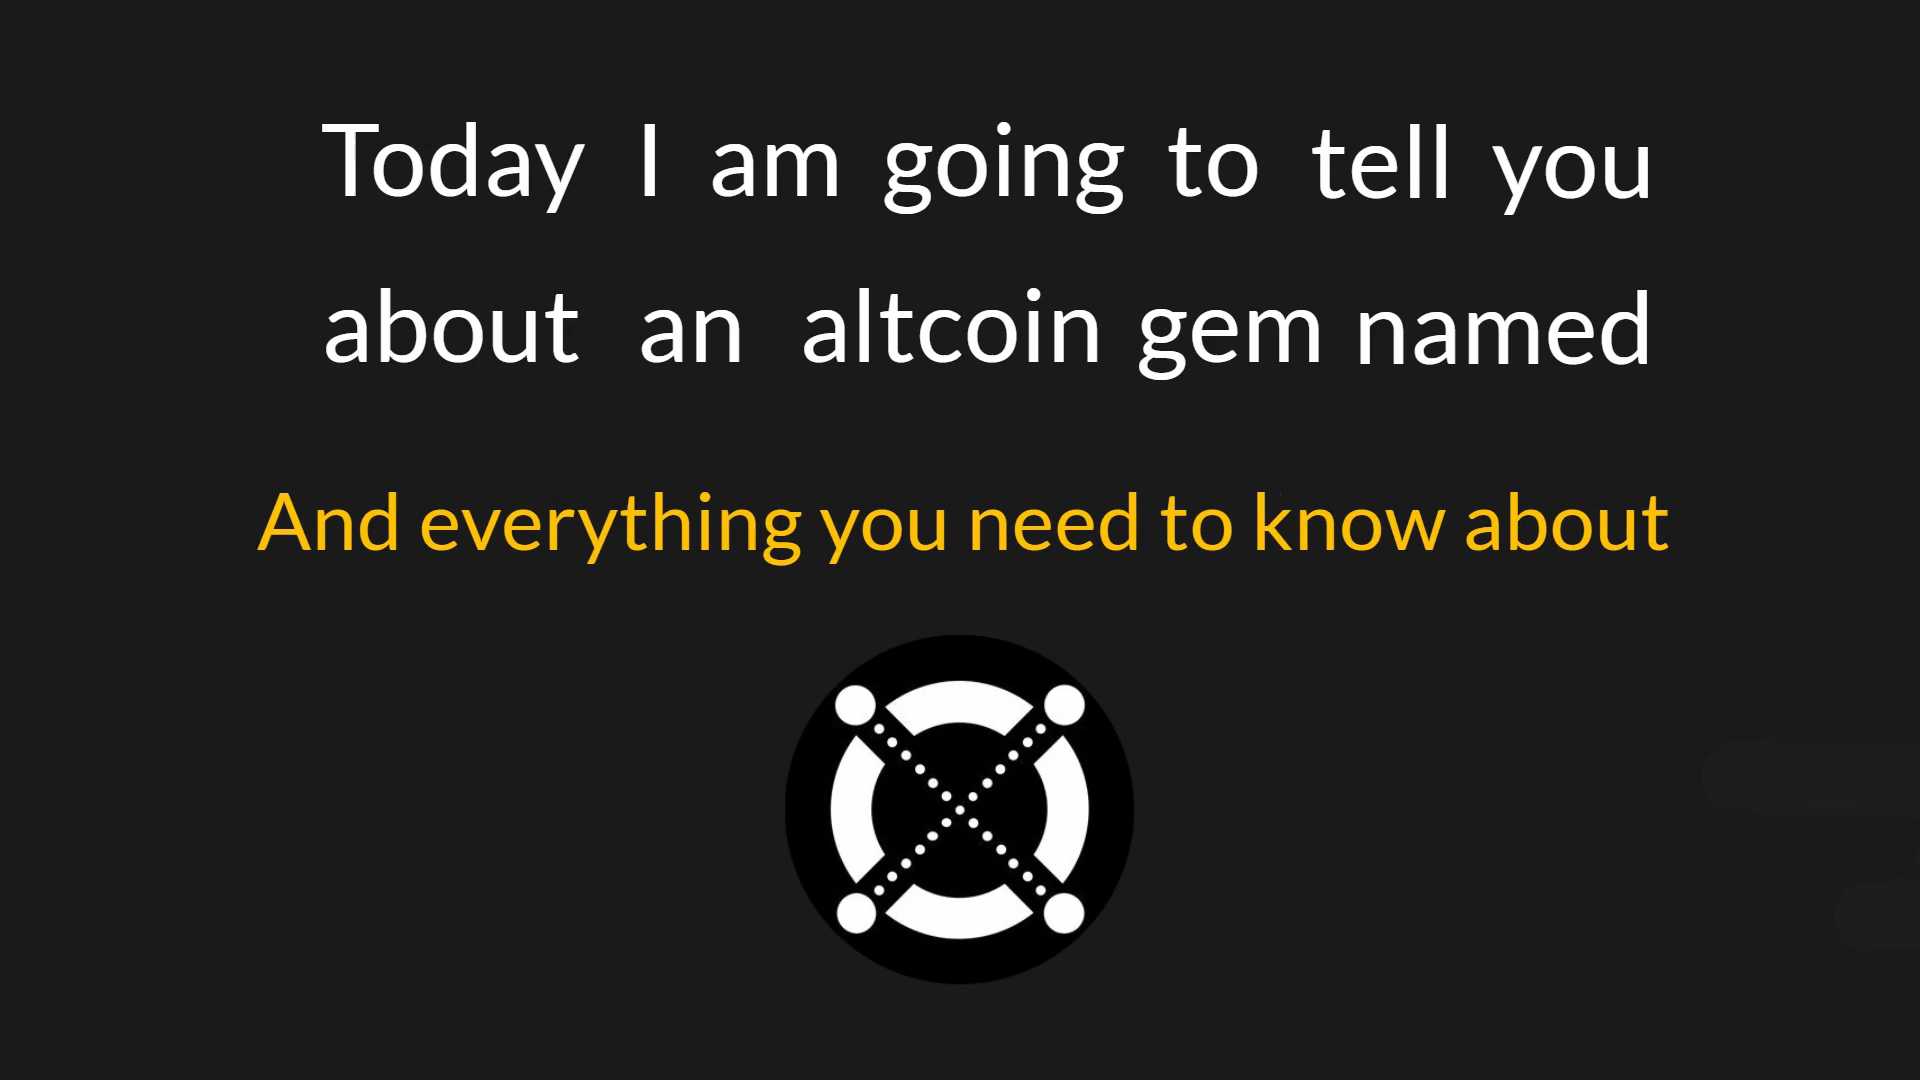 Today I am going to tell you
about an altcoin gem named
And everything you need to know about